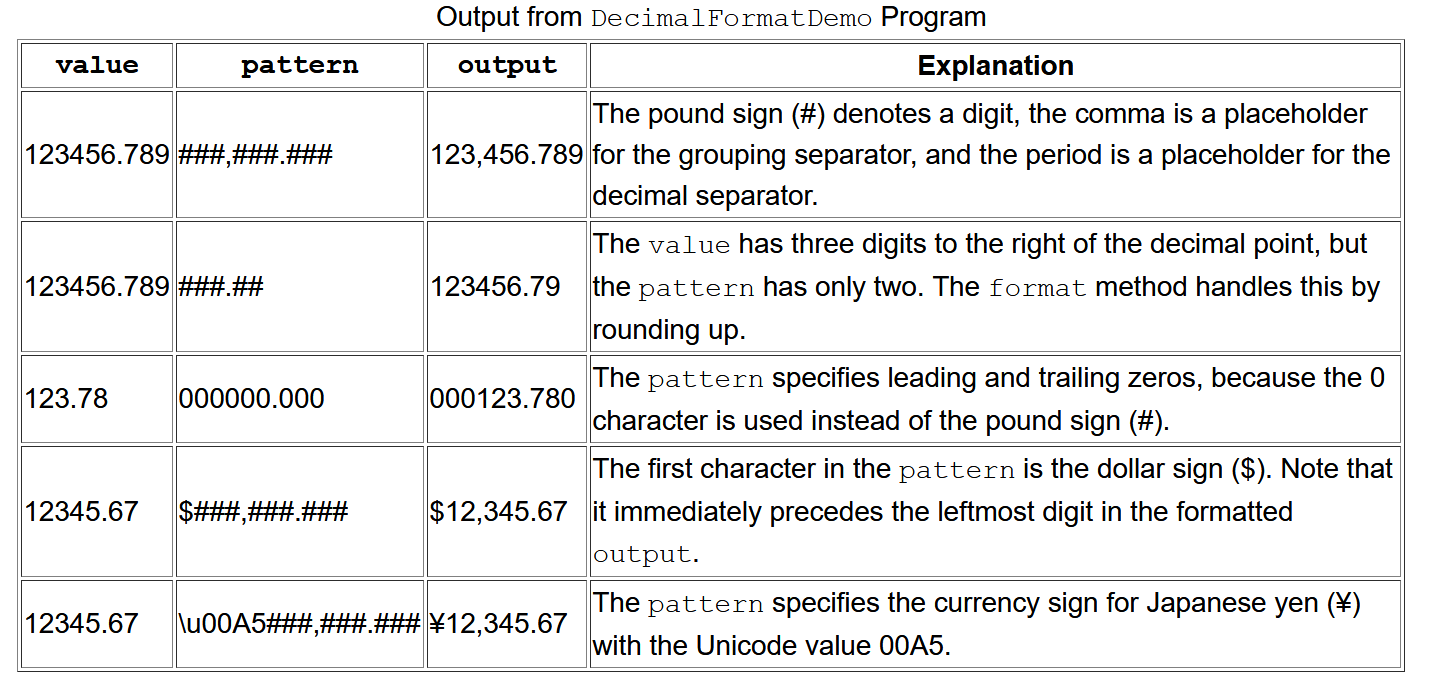 Output from DecimalFormatDemo Program
value pattern output Explanation
123456.789 ###,###.### 123,456.789 The pound sign (#) denotes a digit, the comma is a placeholder
for the grouping separator, and the period is a placeholder for the
decimal separator.
123456.789 ###.## 123456.79 The value has three digits to the right of the decimal point, but
the pattern has only two. The format method handles this by
rounding up.
123.78 000000.000 000123.780 The pattern specifies leading and trailing zeros, because the 0
character is used instead of the pound sign (#).
12345.67 $###,###.### $12,345.67 The first character in the pattern is the dollar sign ($). Note that
it immediately precedes the leftmost digit in the formatted
output.
12345.67 \u00A5###,###.### ¥12,345.67 The pattern specifies the currency sign for Japanese yen (¥)
with the Unicode value 00A5.